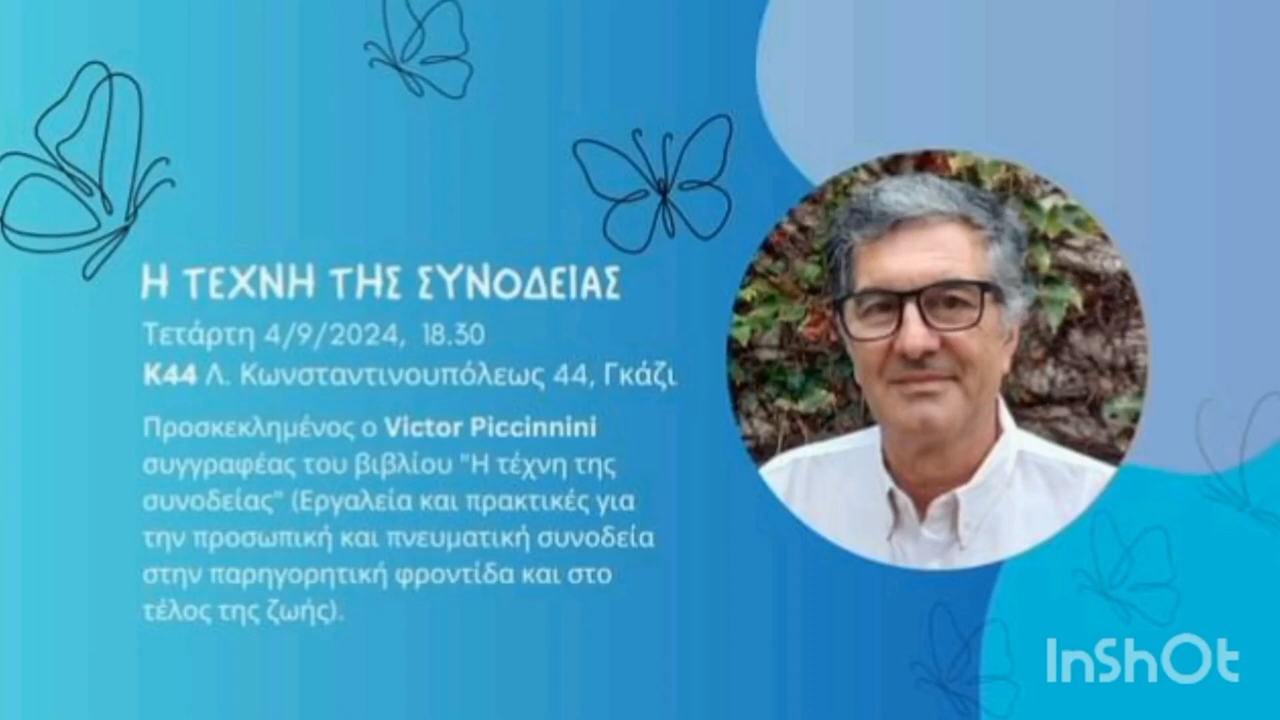 Η ΤΕΧΝΗ ΤΗΣ ΣΥΝΟΔΕΙΑΣ
Τετάρτη 4/9/2024, 18.30
Κ44 Λ. Κωνσταντινουπόλεως 44, Γκάζι
Προσκεκλημένος ο Victor Piccinnini
συγγραφέας του βιβλίου "Η τέχνη της
συνοδείας" (Εργαλεία και πρακτικές για
την προσωπική και πνευματική συνοδεία
στην παρηγορητική φροντίδα και στο
τέλος της ζωής).
InShOt